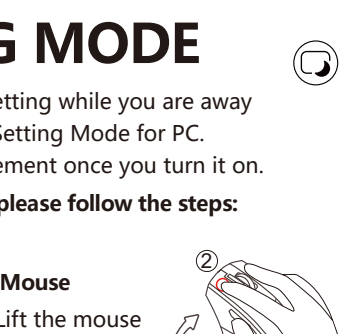 G MODE
etting while you are away
Setting Mode for PC.
ement once you turn it on.
please follow the steps:
②
Mouse
Lift the mouse